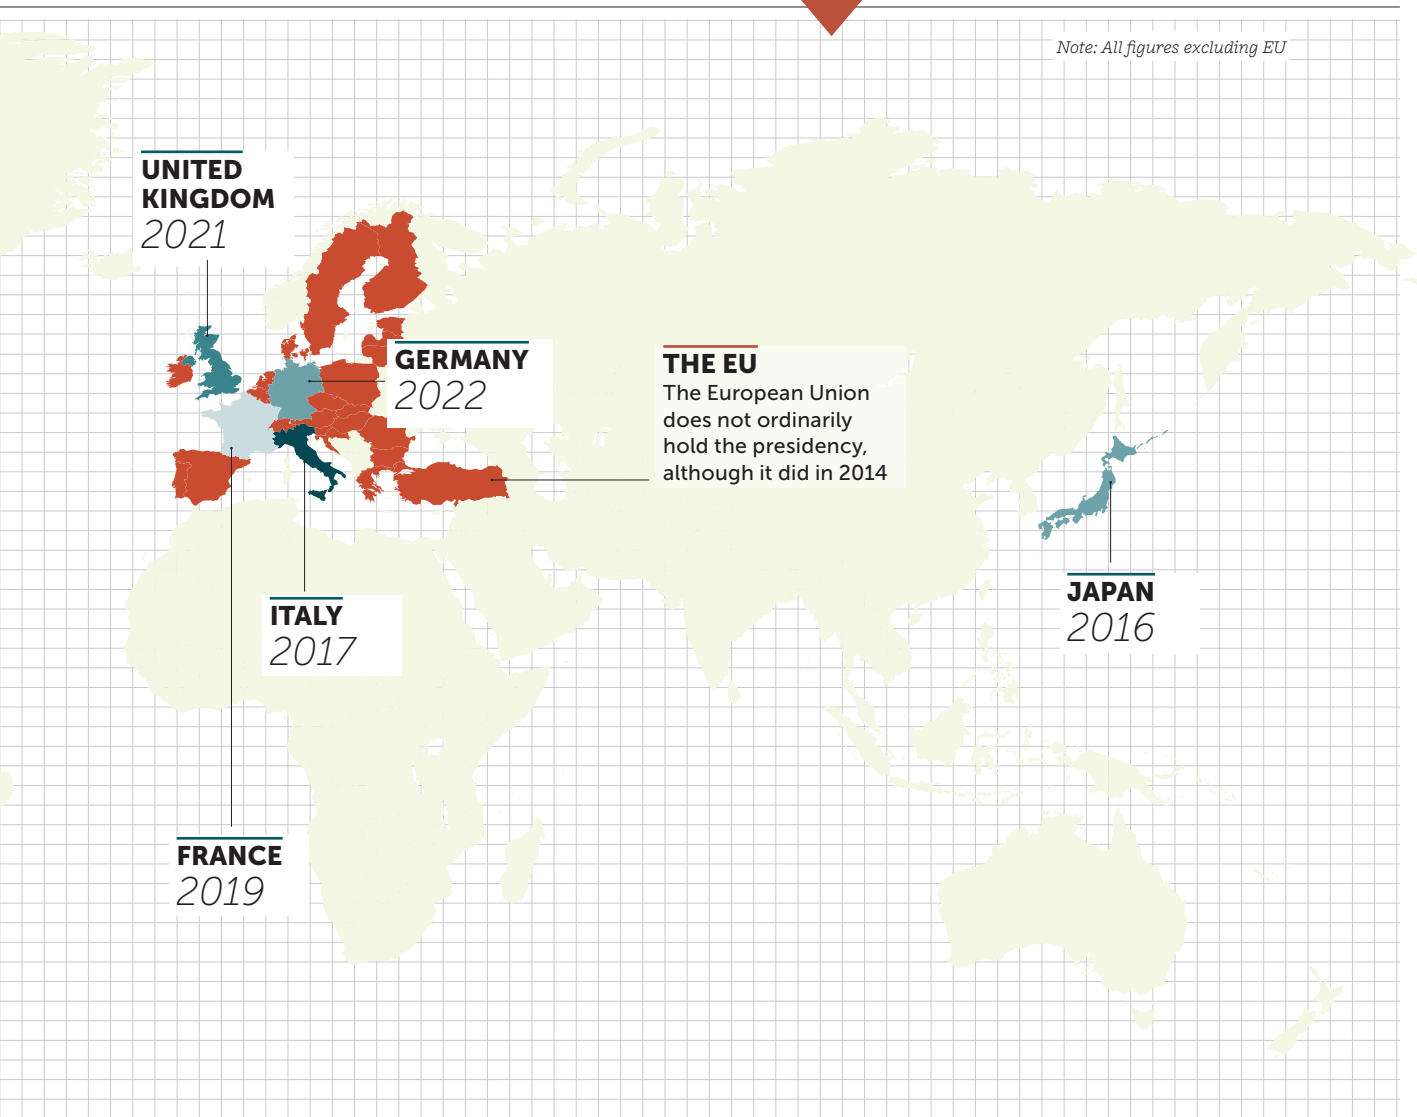 Note: All figures excluding EU
UNITED
KINGDOM
2021
GERMANY
2022
THE EU
The European Union
does not ordinarily
hold the presidency,
although it did in 2014
ITALY
2017
JAPAN
2016
FRANCE
2019